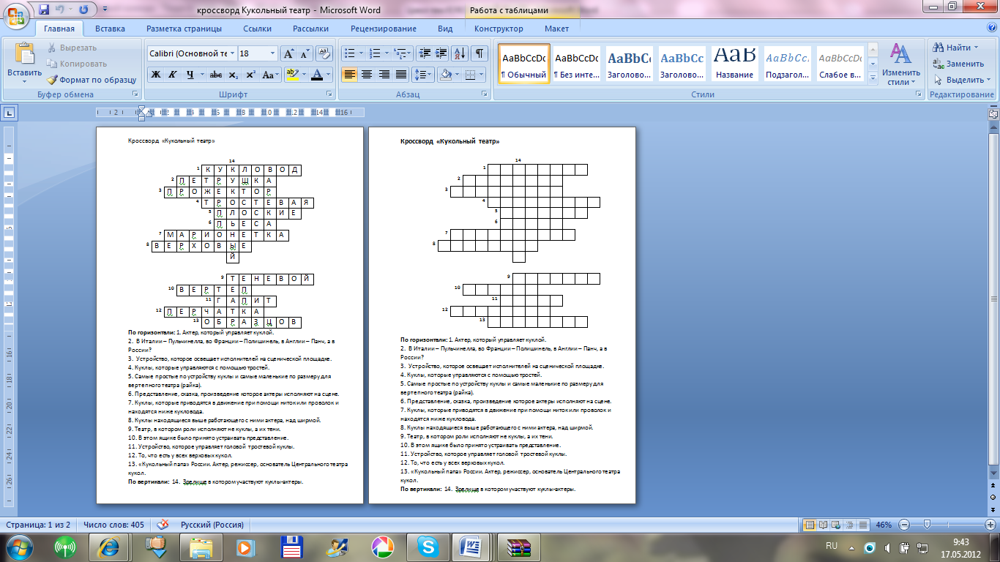 кроссворд Кукольный театр - Microsoft Word
Работа с таблицами
Главная Вставка Разметка страницы Ссылки Рассылки Рецензирование Вид Конструктор Макет
Вставить
Вырезать
Копировать
Формат по образцу
Буфер обмена
Calibri (Основной те 18
Ж К Ч abc x₂ x² Aa
Шрифт
Абзац
AaBbCcDc AaBbCcDc AaBbCc AaBbCc AaB AaBbCc. AaBbCcDc
¶ Обычный ¶ Без инте... Заголово... Заголово... Название Подзагол... Слабое в...
Изменить стили
Стили
Найти
Заменить
Выделить
Редактирование
Кроссворд «Кукольный театр»
14
1 К У К Л О В О Д
2 П Е Т Р У Ш К А
3 П Р О Ж Е К Т О Р
4 Т Р О С Т Е В А Я
5 П Л О С К И Е
6 П Ь Е С А
7 М А Р И О Н Е Т К А
8 В Е Р Х О В Ы Е
Й
9 Т Е Н Е В О Й
10 В Е Р Т Е П
11 Г А П И Т
12 П Е Р Ч А Т К А
13 О Б Р А З Ц О В
По горизонтали: 1. Актер, который управляет куклой.
2. В Италии – Пульчинелла, во Франции – Полишинель, в Англии – Панч, а в
России?
3. Устройство, которое освещает исполнителей на сценической площадке.
4. Куклы, которые управляются с помощью тростей.
5. Самые простые по устройству куклы и самые маленькие по размеру для
вертепного театра (райка).
6. Представление, сказка, произведение которое актеры исполняют на сцене.
7. Куклы, которые приводятся в движение при помощи ниток или проволок и
находятся ниже кукловода.
8. Куклы находящиеся выше работающего с ними актера, над ширмой.
9. Театр, в котором роли исполняют не куклы, а их тени.
10. В этом ящике было принято устраивать представление.
11. Устройство, которое управляет головой тростевой куклы.
12. То, что есть у всех верховых кукол.
13. «Кукольный папа» России. Актер, режиссер, основатель Центрального театра
кукол.
По вертикали: 14. Зрелище в котором участвуют куклы-актеры.
Кроссворд «Кукольный театр»
14
1
2
3
4
5
6
7
8
9
10
11
12
13
По горизонтали: 1. Актер, который управляет куклой.
2. В Италии – Пульчинелла, во Франции – Полишинель, в Англии – Панч, а в
России?
3. Устройство, которое освещает исполнителей на сценической площадке.
4. Куклы, которые управляются с помощью тростей.
5. Самые простые по устройству куклы и самые маленькие по размеру для
вертепного театра (райка).
6. Представление, сказка, произведение которое актеры исполняют на сцене.
7. Куклы, которые приводятся в движение при помощи ниток или проволок и
находятся ниже кукловода.
8. Куклы находящиеся выше работающего с ними актера, над ширмой.
9. Театр, в котором роли исполняют не куклы, а их тени.
10. В этом ящике было принято устраивать представление.
11. Устройство, которое управляет головой тростевой куклы.
12. То, что есть у всех верховых кукол.
13. «Кукольный папа» России. Актер, режиссер, основатель Центрального театра
кукол.
По вертикали: 14. Зрелище в котором участвуют куклы-актеры.
Страница: 1 из 2 Число слов: 405 Русский (Россия) 46%
RU 9:43
17.05.2012